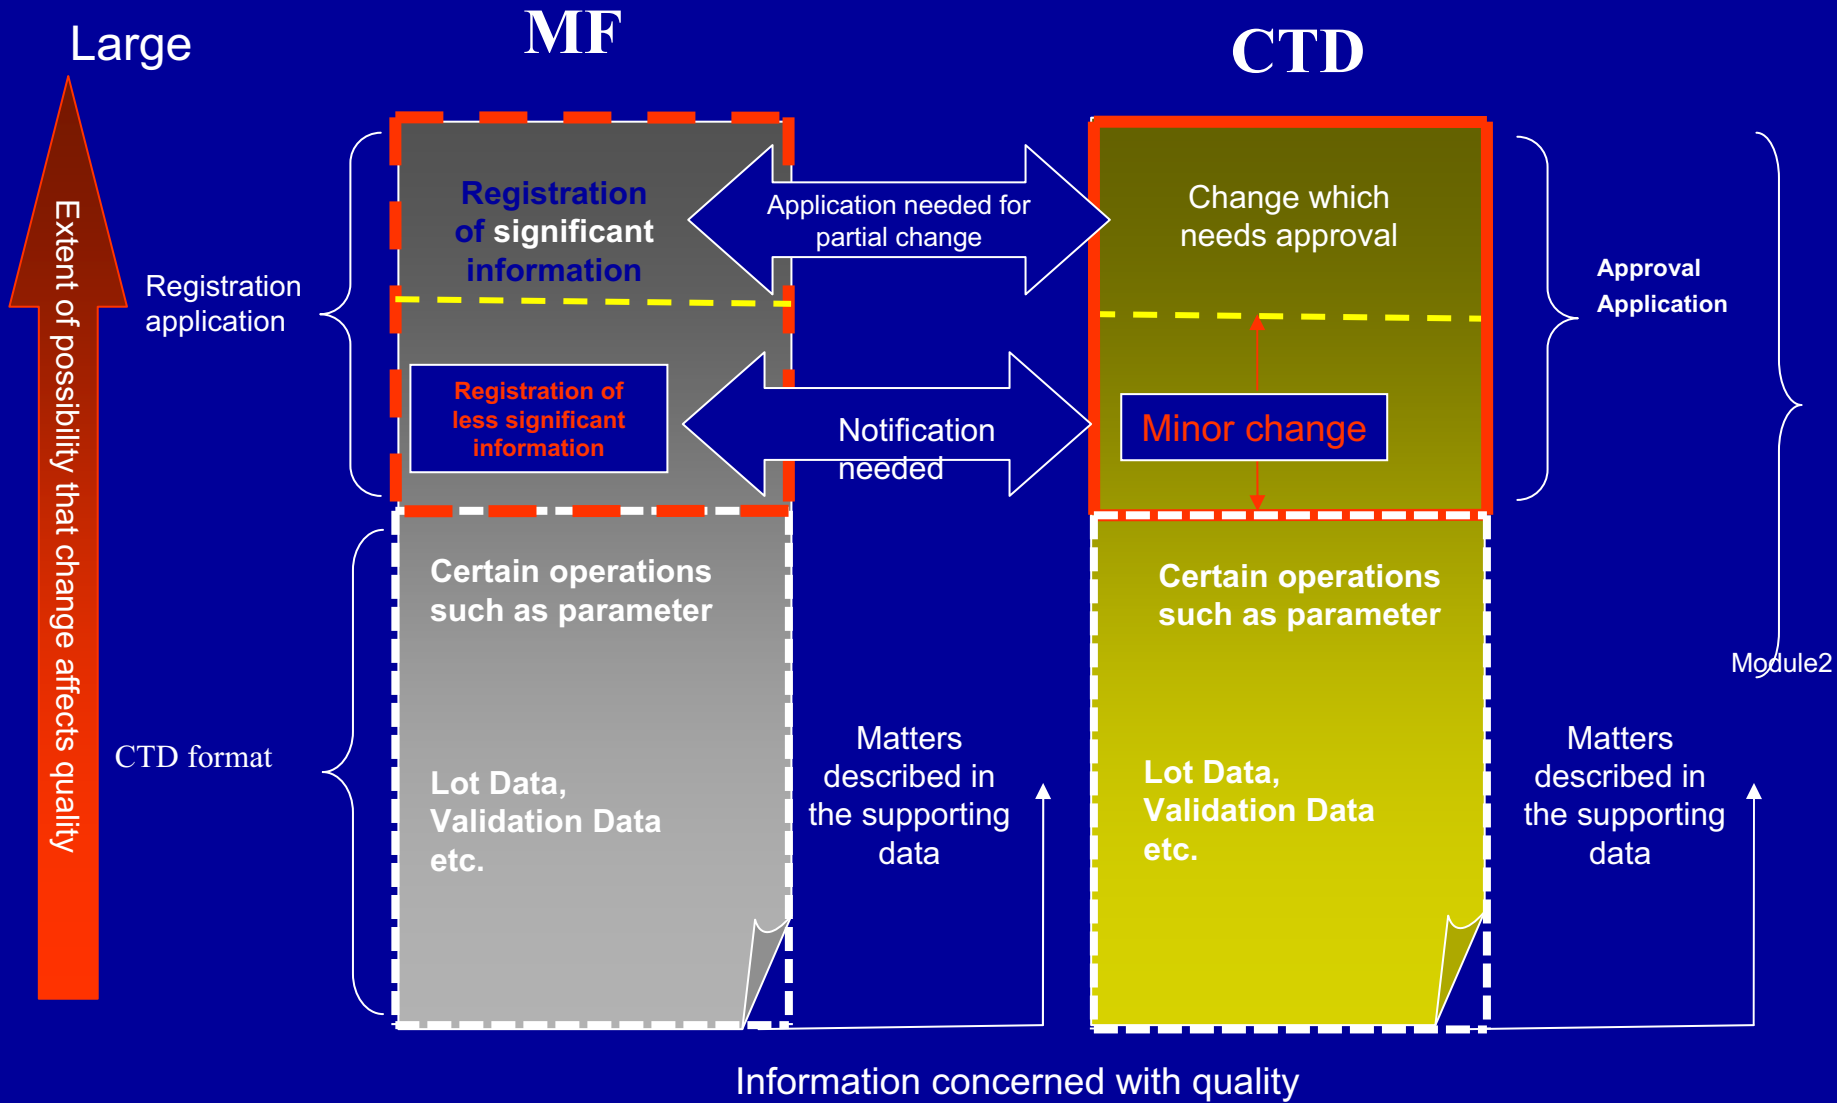 MF
CTD
Large
Extent of possibility that change affects quality
Registration
application
CTD format
Registration
of significant
information
Registration of
less significant
information
Certain operations
such as parameter
Lot Data,
Validation Data
etc.
Application needed for
partial change
Notification
needed
Matters
described in
the supporting
data
Change which
needs approval
Minor change
Certain operations
such as parameter
Lot Data,
Validation Data
etc.
Approval
Application
Module2
Matters
described in
the supporting
data
Information concerned with quality